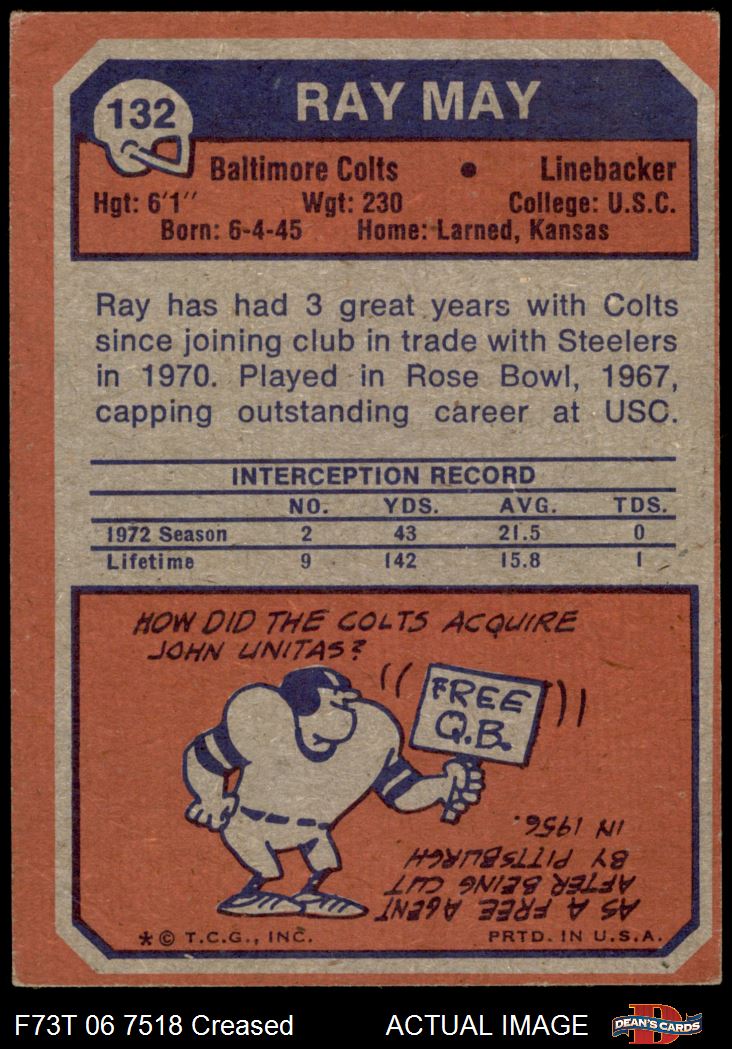 132
RAY MAY
Baltimore Colts • Linebacker
Hgt: 6'1" Wgt: 230 College: U.S.C.
Born: 6-4-45 Home: Larned, Kansas
Ray has had 3 great years with Colts
since joining club in trade with Steelers
in 1970. Played in Rose Bowl, 1967,
capping outstanding career at USC.
INTERCEPTION RECORD
NO. YDS. AVG. TDS.
1972 Season 2 43 21.5 0
Lifetime 9 142 15.8 1
HOW DID THE COLTS ACQUIRE
JOHN UNITAS?
FREE
Q.B.
AS A FREE AGENT
AFTER BEING CUT
BY PITTSBURGH
IN 1956.
* © T.C.G., INC. PRTD. IN U.S.A.
F73T 06 7518 Creased ACTUAL IMAGE
D
DEAN'S CARDS